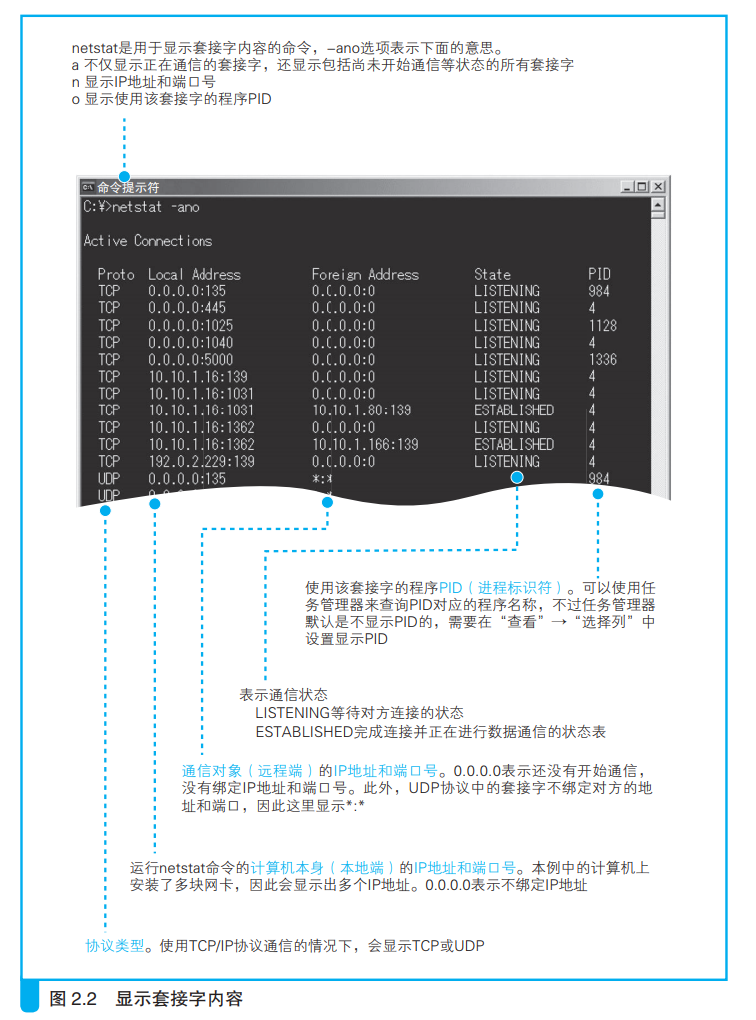 netstat是用于显示套接字内容的命令，-ano选项表示下面的意思。
a 不仅显示正在通信的套接字，还显示包括尚未开始通信等状态的所有套接字
n 显示IP地址和端口号
o 显示使用该套接字的程序PID
命令提示符
C:¥>netstat -ano
Active Connections
Proto Local Address Foreign Address State PID
TCP 0.0.0.0:135 0.0.0.0:0 LISTENING 984
TCP 0.0.0.0:445 0.0.0.0:0 LISTENING 4
TCP 0.0.0.0:1025 0.0.0.0:0 LISTENING 1128
TCP 0.0.0.0:1040 0.0.0.0:0 LISTENING 4
TCP 0.0.0.0:5000 0.0.0.0:0 LISTENING 1336
TCP 10.10.1.16:139 0.0.0.0:0 LISTENING 4
TCP 10.10.1.16:1031 0.0.0.0:0 LISTENING 4
TCP 10.10.1.16:1031 10.10.1.80:139 ESTABLISHED 4
TCP 10.10.1.16:1362 0.0.0.0:0 LISTENING 4
TCP 10.10.1.16:1362 10.10.1.166:139 ESTABLISHED 4
TCP 192.0.2.229:139 0.0.0.0:0 LISTENING 4
UDP 0.0.0.0:135 *:* 984
UDP
使用该套接字的程序PID（进程标识符）。可以使用任
务管理器来查询PID对应的程序名称，不过任务管理器
默认是不显示PID的，需要在“查看”→“选择列”中
设置显示PID
表示通信状态
LISTENING等待对方连接的状态
ESTABLISHED完成连接并正在进行数据通信的状态表
通信对象（远程端）的IP地址和端口号。0.0.0.0表示还没有开始通信，
没有绑定IP地址和端口号。此外，UDP协议中的套接字不绑定对方的地
址和端口，因此这里显示*:*
运行netstat命令的计算机本身（本地端）的IP地址和端口号。本例中的计算机上
安装了多块网卡，因此会显示出多个IP地址。0.0.0.0表示不绑定IP地址
协议类型。使用TCP/IP协议通信的情况下，会显示TCP或UDP
图 2.2 显示套接字内容